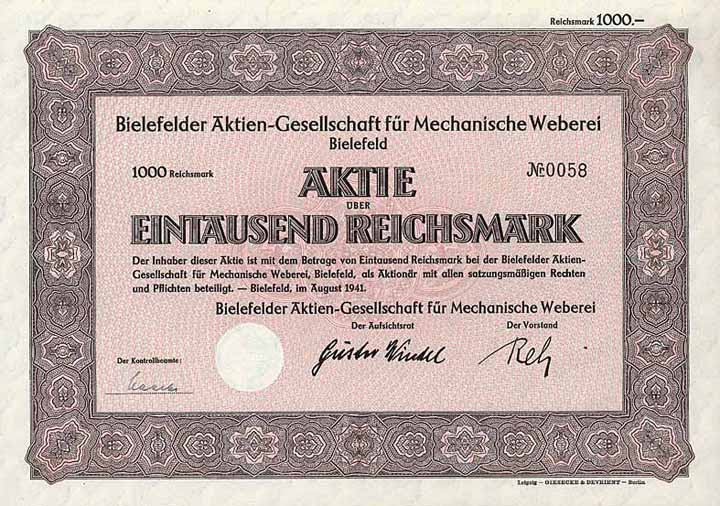 Reichsmark 1000.—
Bielefelder Aktien-Gesellschaft für Mechanische Weberei
Bielefeld
1000 Reichsmark
AKTIE
№ 0058
ÜBER
EINTAUSEND REICHSMARK
Der Inhaber dieser Aktie ist mit dem Betrage von Eintausend Reichsmark bei der Bielefelder Aktien-
Gesellschaft für Mechanische Weberei, Bielefeld, als Aktionär mit allen satzungsmäßigen Rechten
und Pflichten beteiligt. — Bielefeld, im August 1941.
Bielefelder Aktien-Gesellschaft für Mechanische Weberei
Der Aufsichtsrat
Der Vorstand
Der Kontrollbeamte:
Gustav Windel
Leipzig — GIESECKE & DEVRIENT — Berlin